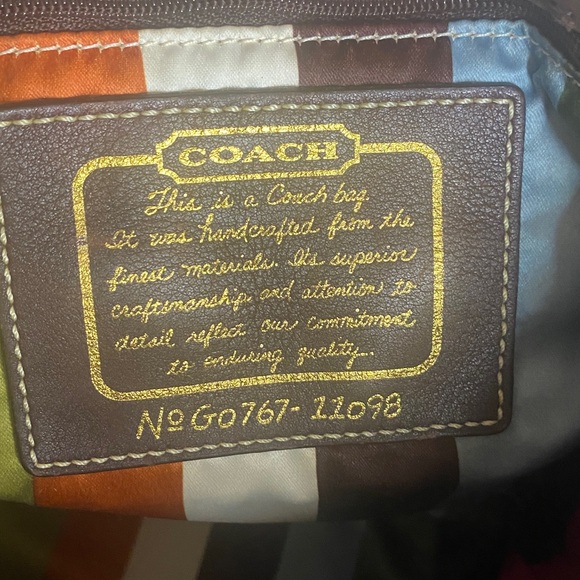 COACH
This is a Coach bag
It was handcrafted from the
finest materials. Its superior
craftsmanship and attention to
detail reflect our commitment
to enduring quality...
Nº G0767-11098